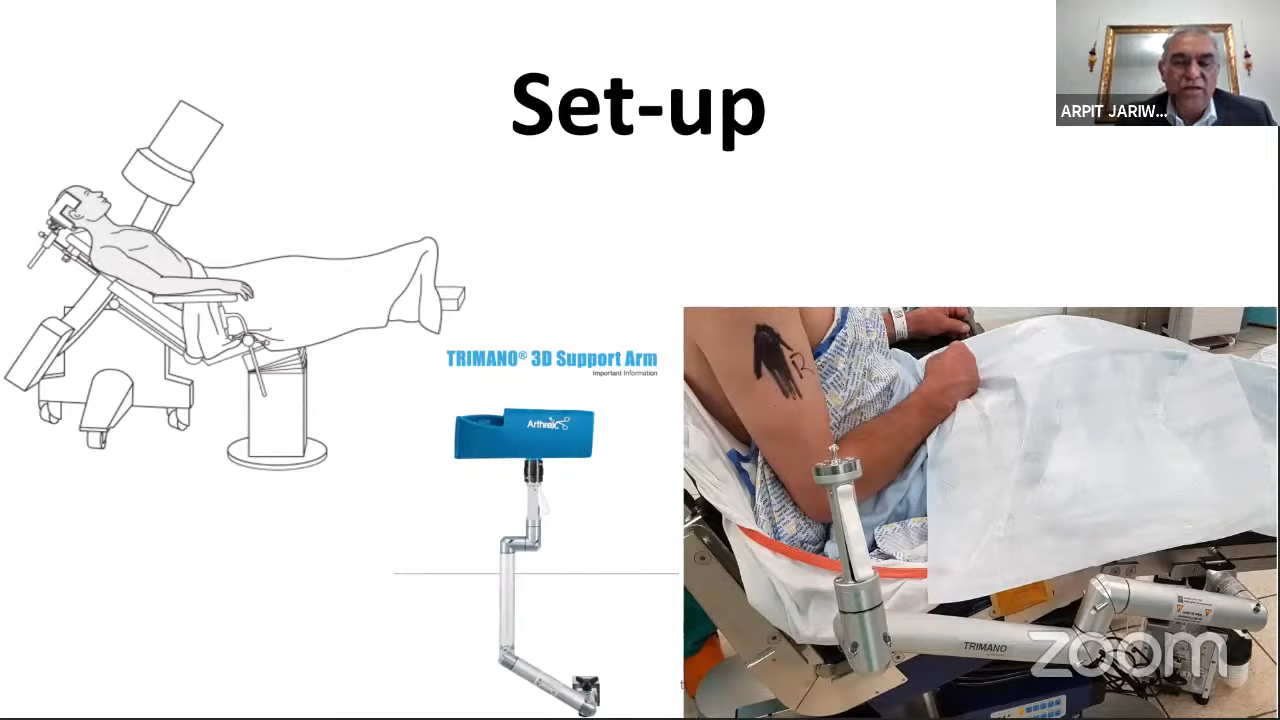 Set-up
ARPIT JARIW...
TRIMANO® 3D Support Arm
Important Information
Arthrex
R
TRIMANO
zoom